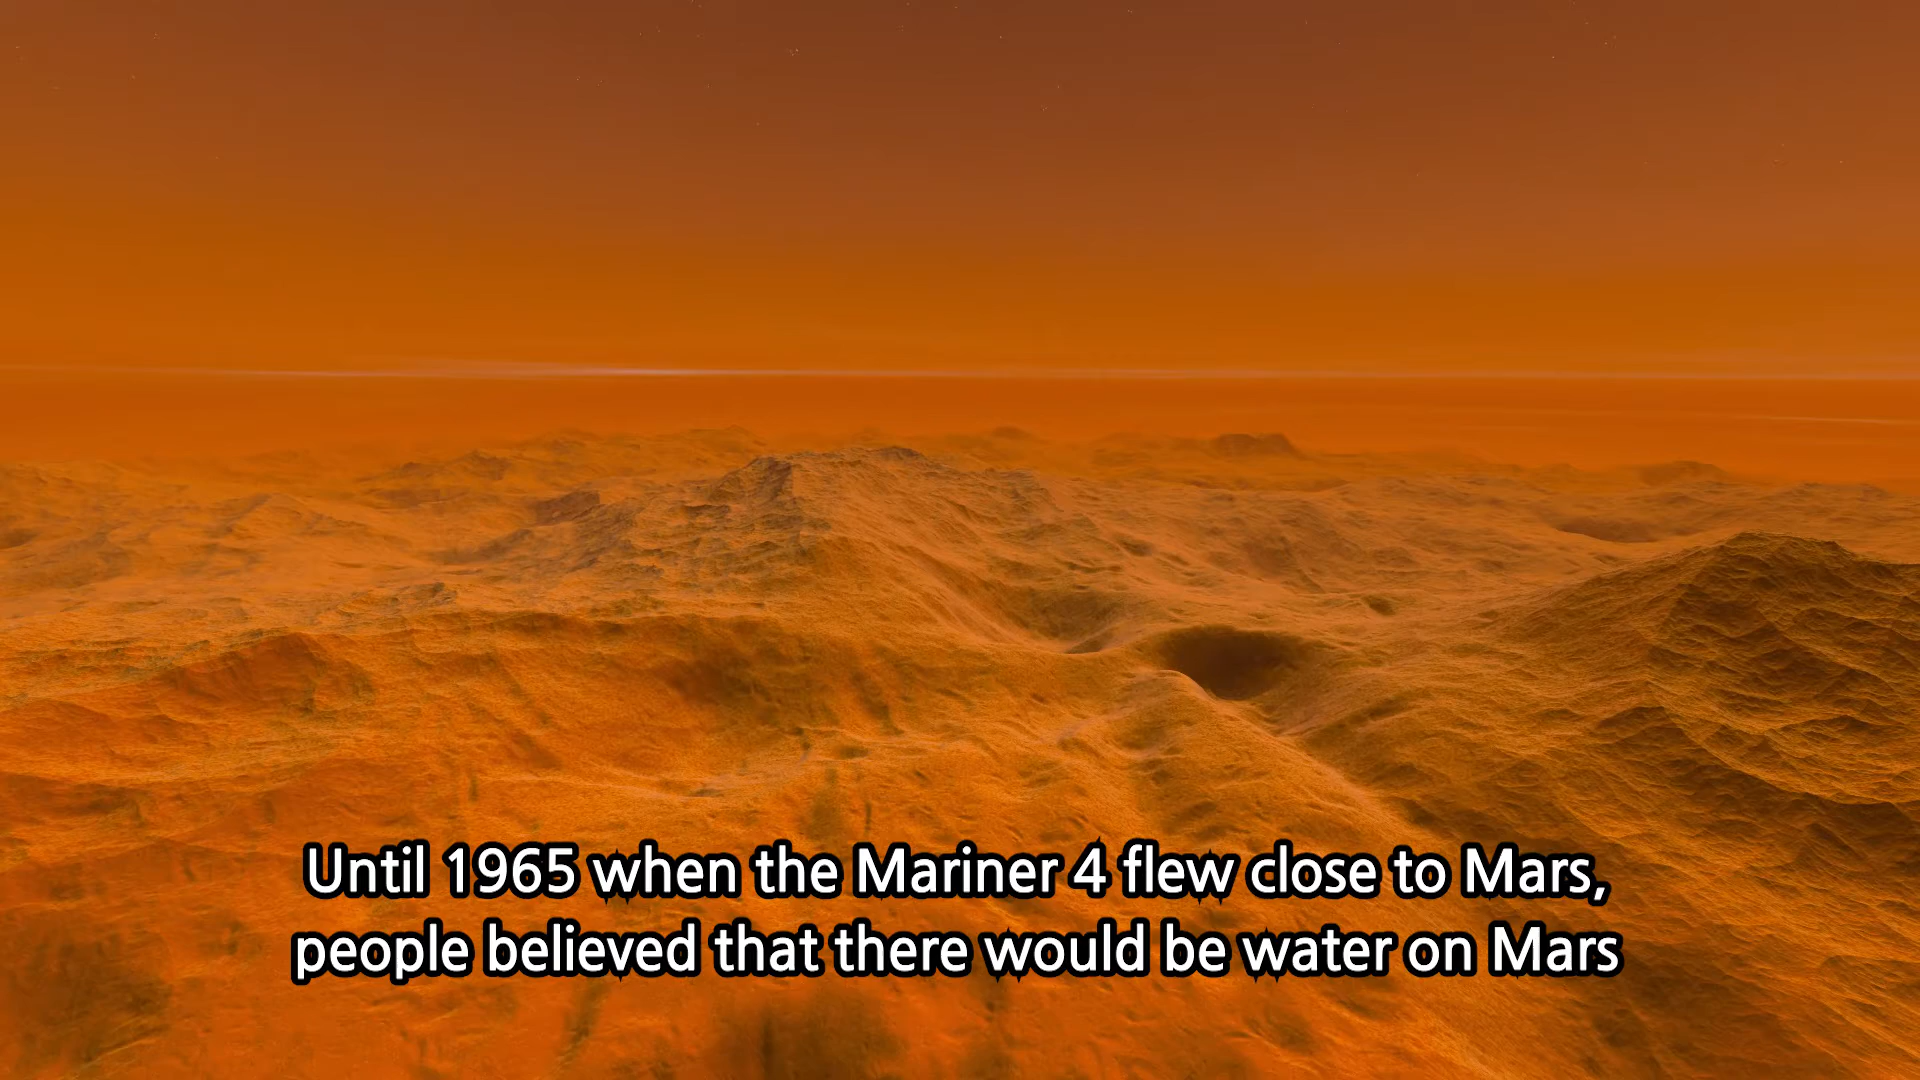 Until 1965 when the Mariner 4 flew close to Mars,
people believed that there would be water on Mars